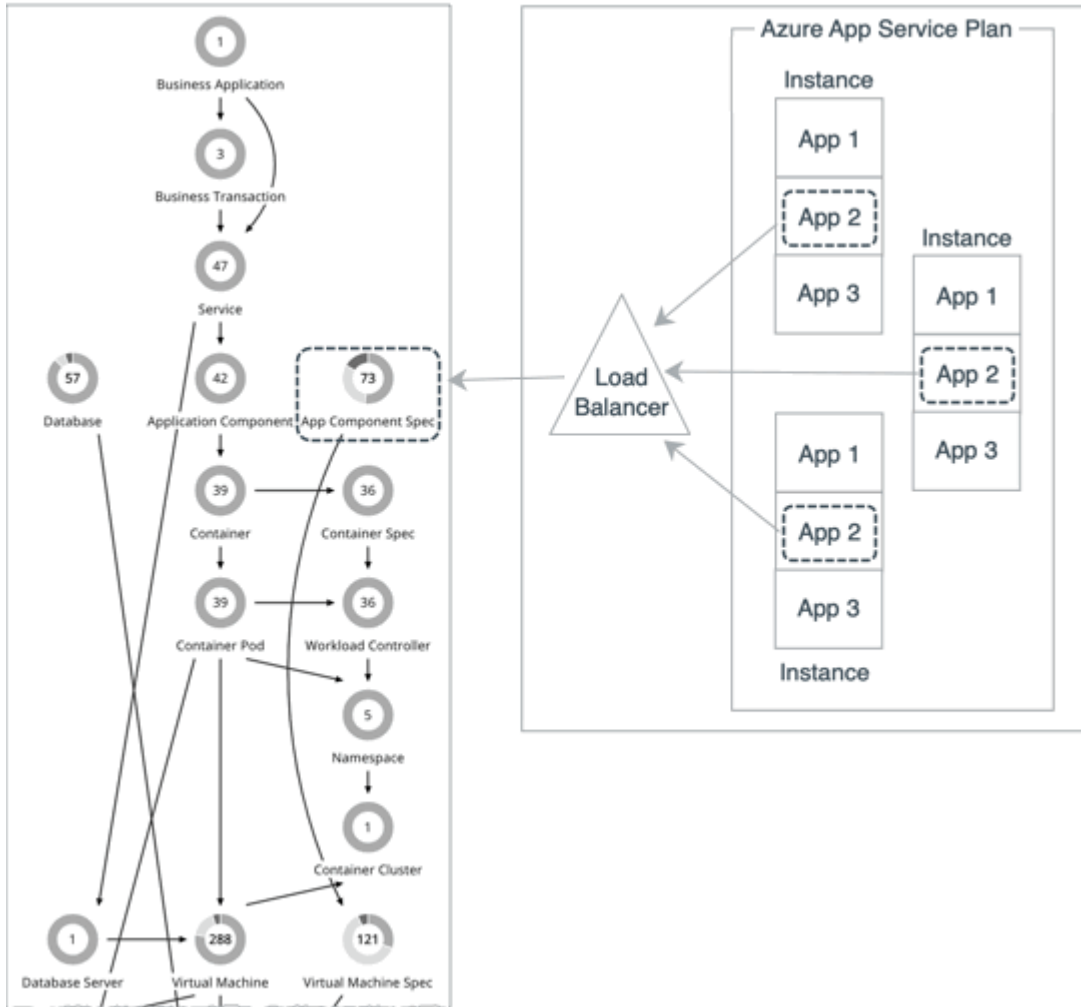 1
Business Application
3
Business Transaction
47
Service
57
Database
42
Application Component
73
App Component Spec
39
Container
36
Container Spec
39
Container Pod
36
Workload Controller
5
Namespace
1
Container Cluster
1
Database Server
288
Virtual Machine
121
Virtual Machine Spec
Azure App Service Plan
Instance
App 1
App 2
App 3
Instance
App 1
App 2
App 3
Load
Balancer
App 1
App 2
App 3
Instance